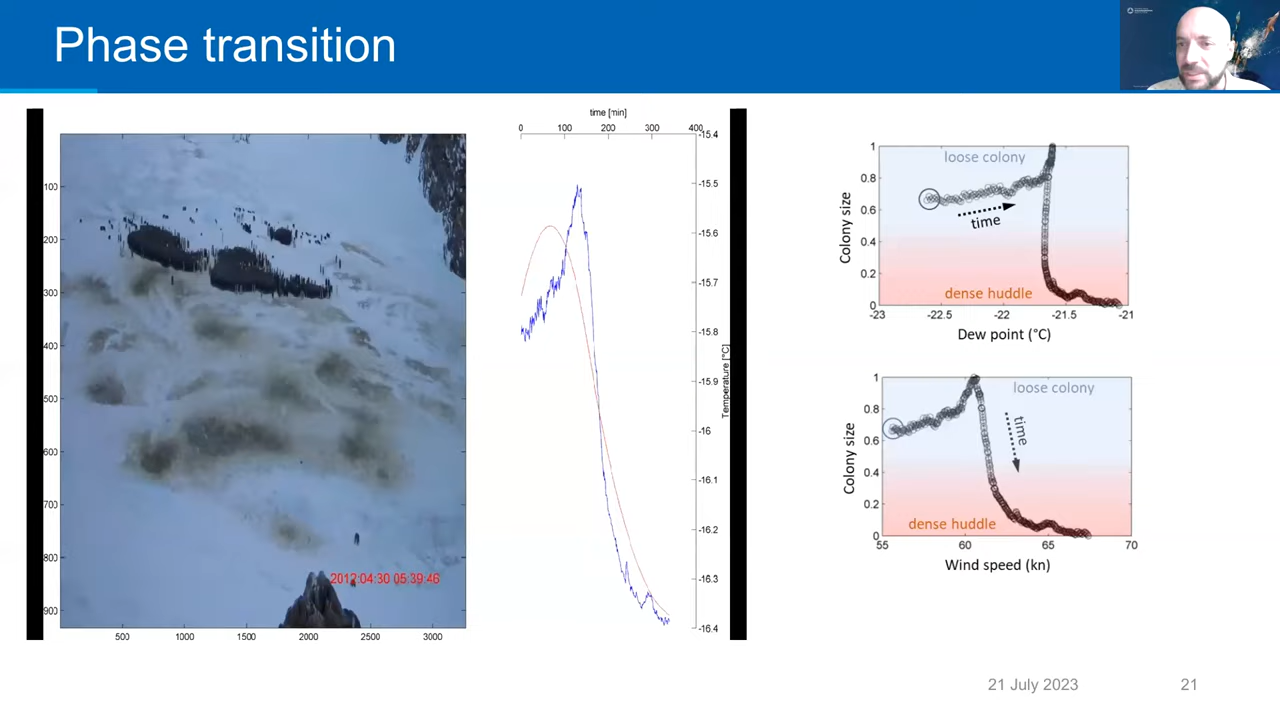 Phase transition
time [min]
0 100 200 300 400
-15.4
-15.5
-15.6
-15.7
-15.8
-15.9
-16
-16.1
-16.2
-16.3
-16.4
Temperature [°C]
100
200
300
400
500
600
700
800
900
2012:04:30 05:39:46
500 1000 1500 2000 2500 3000
1
0.8
0.6
0.4
0.2
0
Colony size
loose colony
time
dense huddle
-23 -22.5 -22 -21.5 -21
Dew point (°C)
1
0.8
0.6
0.4
0.2
0
Colony size
loose colony
time
dense huddle
55 60 65 70
Wind speed (kn)
21 July 2023
21